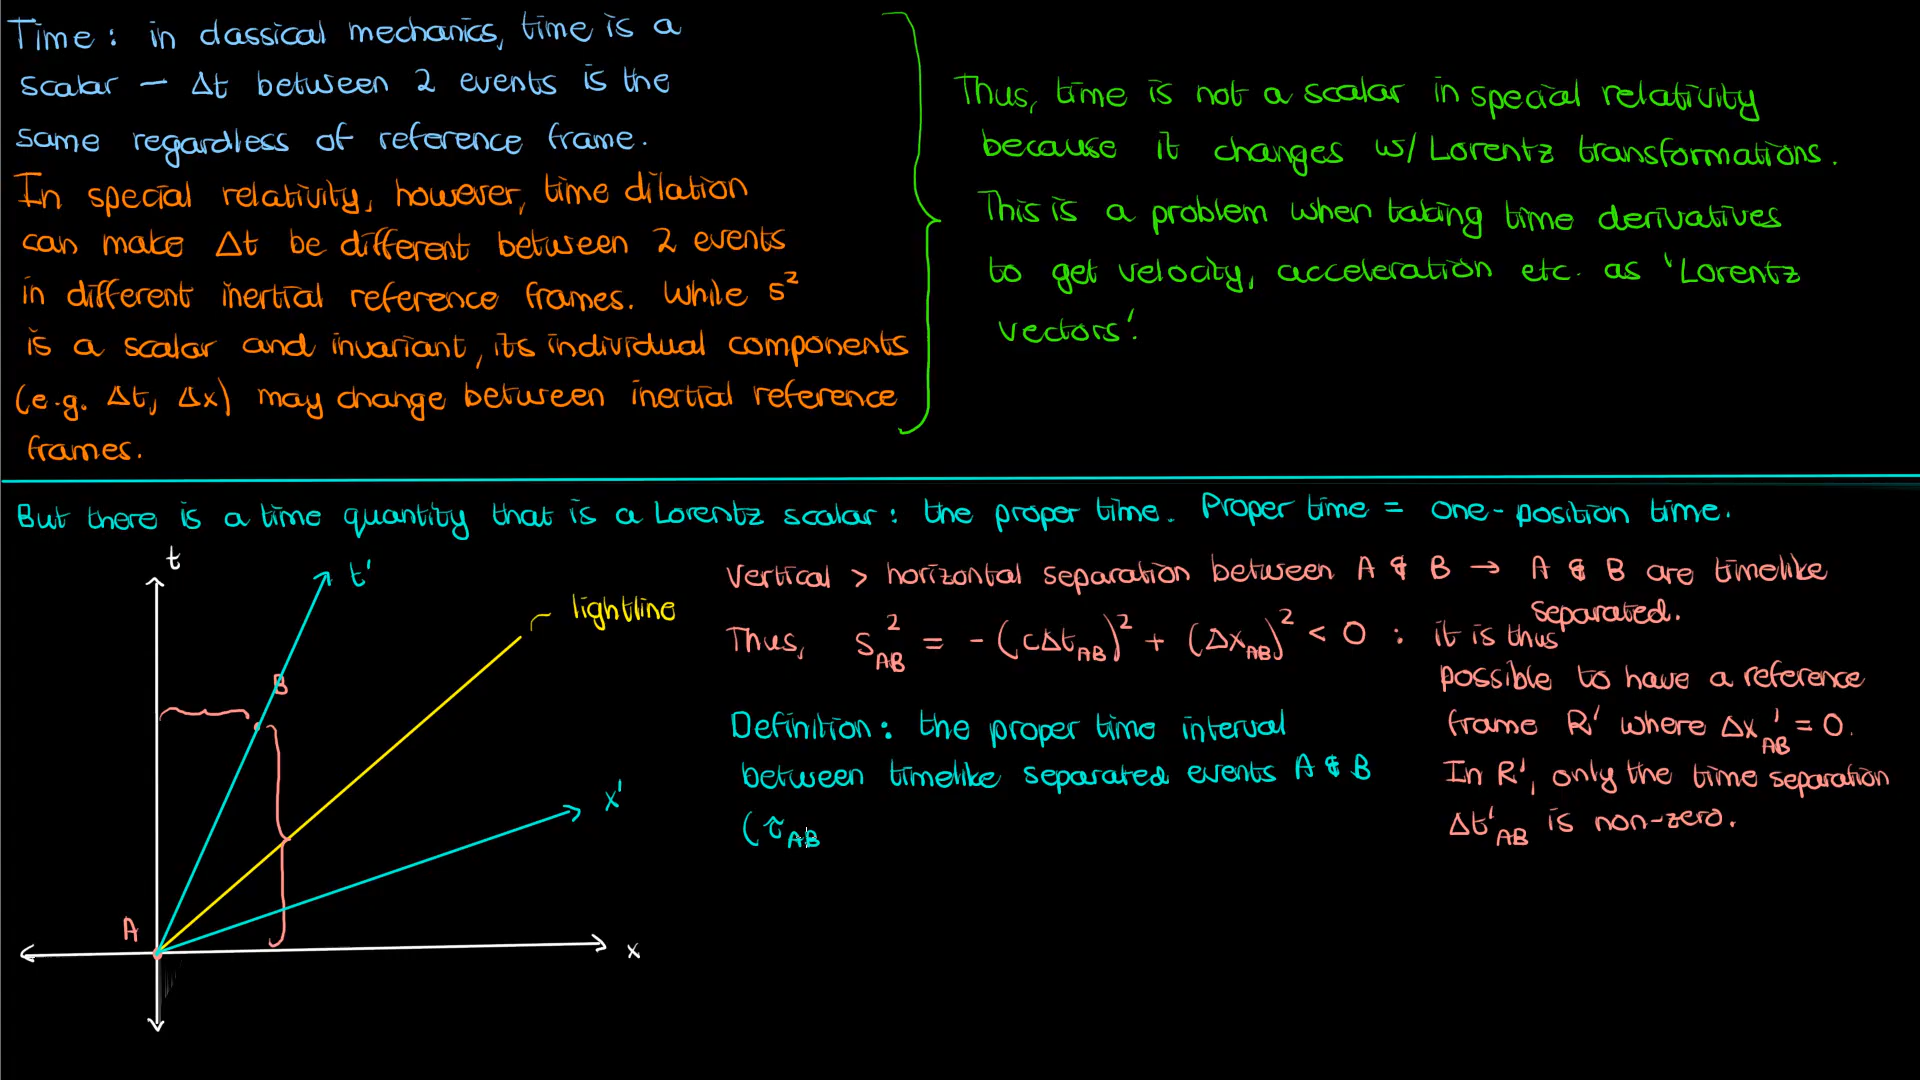 Time: in classical mechanics, time is a
scalar – Δt between 2 events is the
same regardless of reference frame.
In special relativity, however, time dilation
can make Δt be different between 2 events
in different inertial reference frames. While s²
is a scalar and invariant, its individual components
(e.g. Δt, Δx) may change between inertial reference
frames.
Thus, time is not a scalar in special relativity
because it changes w/ Lorentz transformations.
This is a problem when taking time derivatives
to get velocity, acceleration etc. as 'Lorentz
vectors'.
But there is a time quantity that is a Lorentz scalar: the proper time. Proper time = one-position time.
t
t'
lightline
B
x'
A
x
Vertical > horizontal separation between A & B → A & B are timelike
separated.
Thus, s²_AB = -(cΔt_AB)² + (Δx_AB)² < 0 : it is thus
possible to have a reference
frame R' where Δx'_AB = 0.
In R', only the time separation
Δt'_AB is non-zero.
Definition: the proper time interval
between timelike separated events A & B
(τ_AB